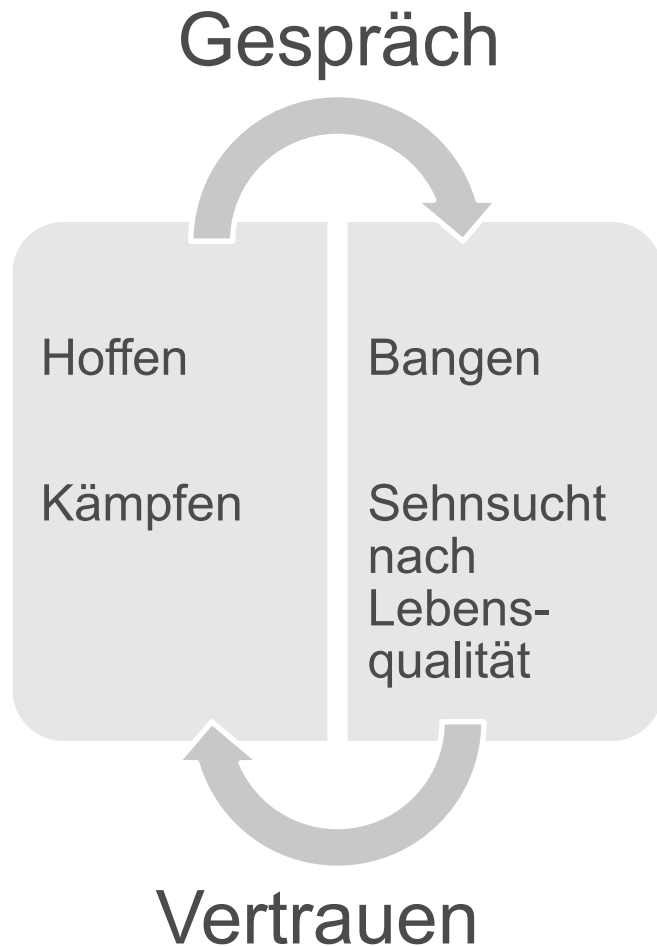 Gespräch
Hoffen
Kämpfen
Bangen
Sehnsucht
nach
Lebens-
qualität
Vertrauen